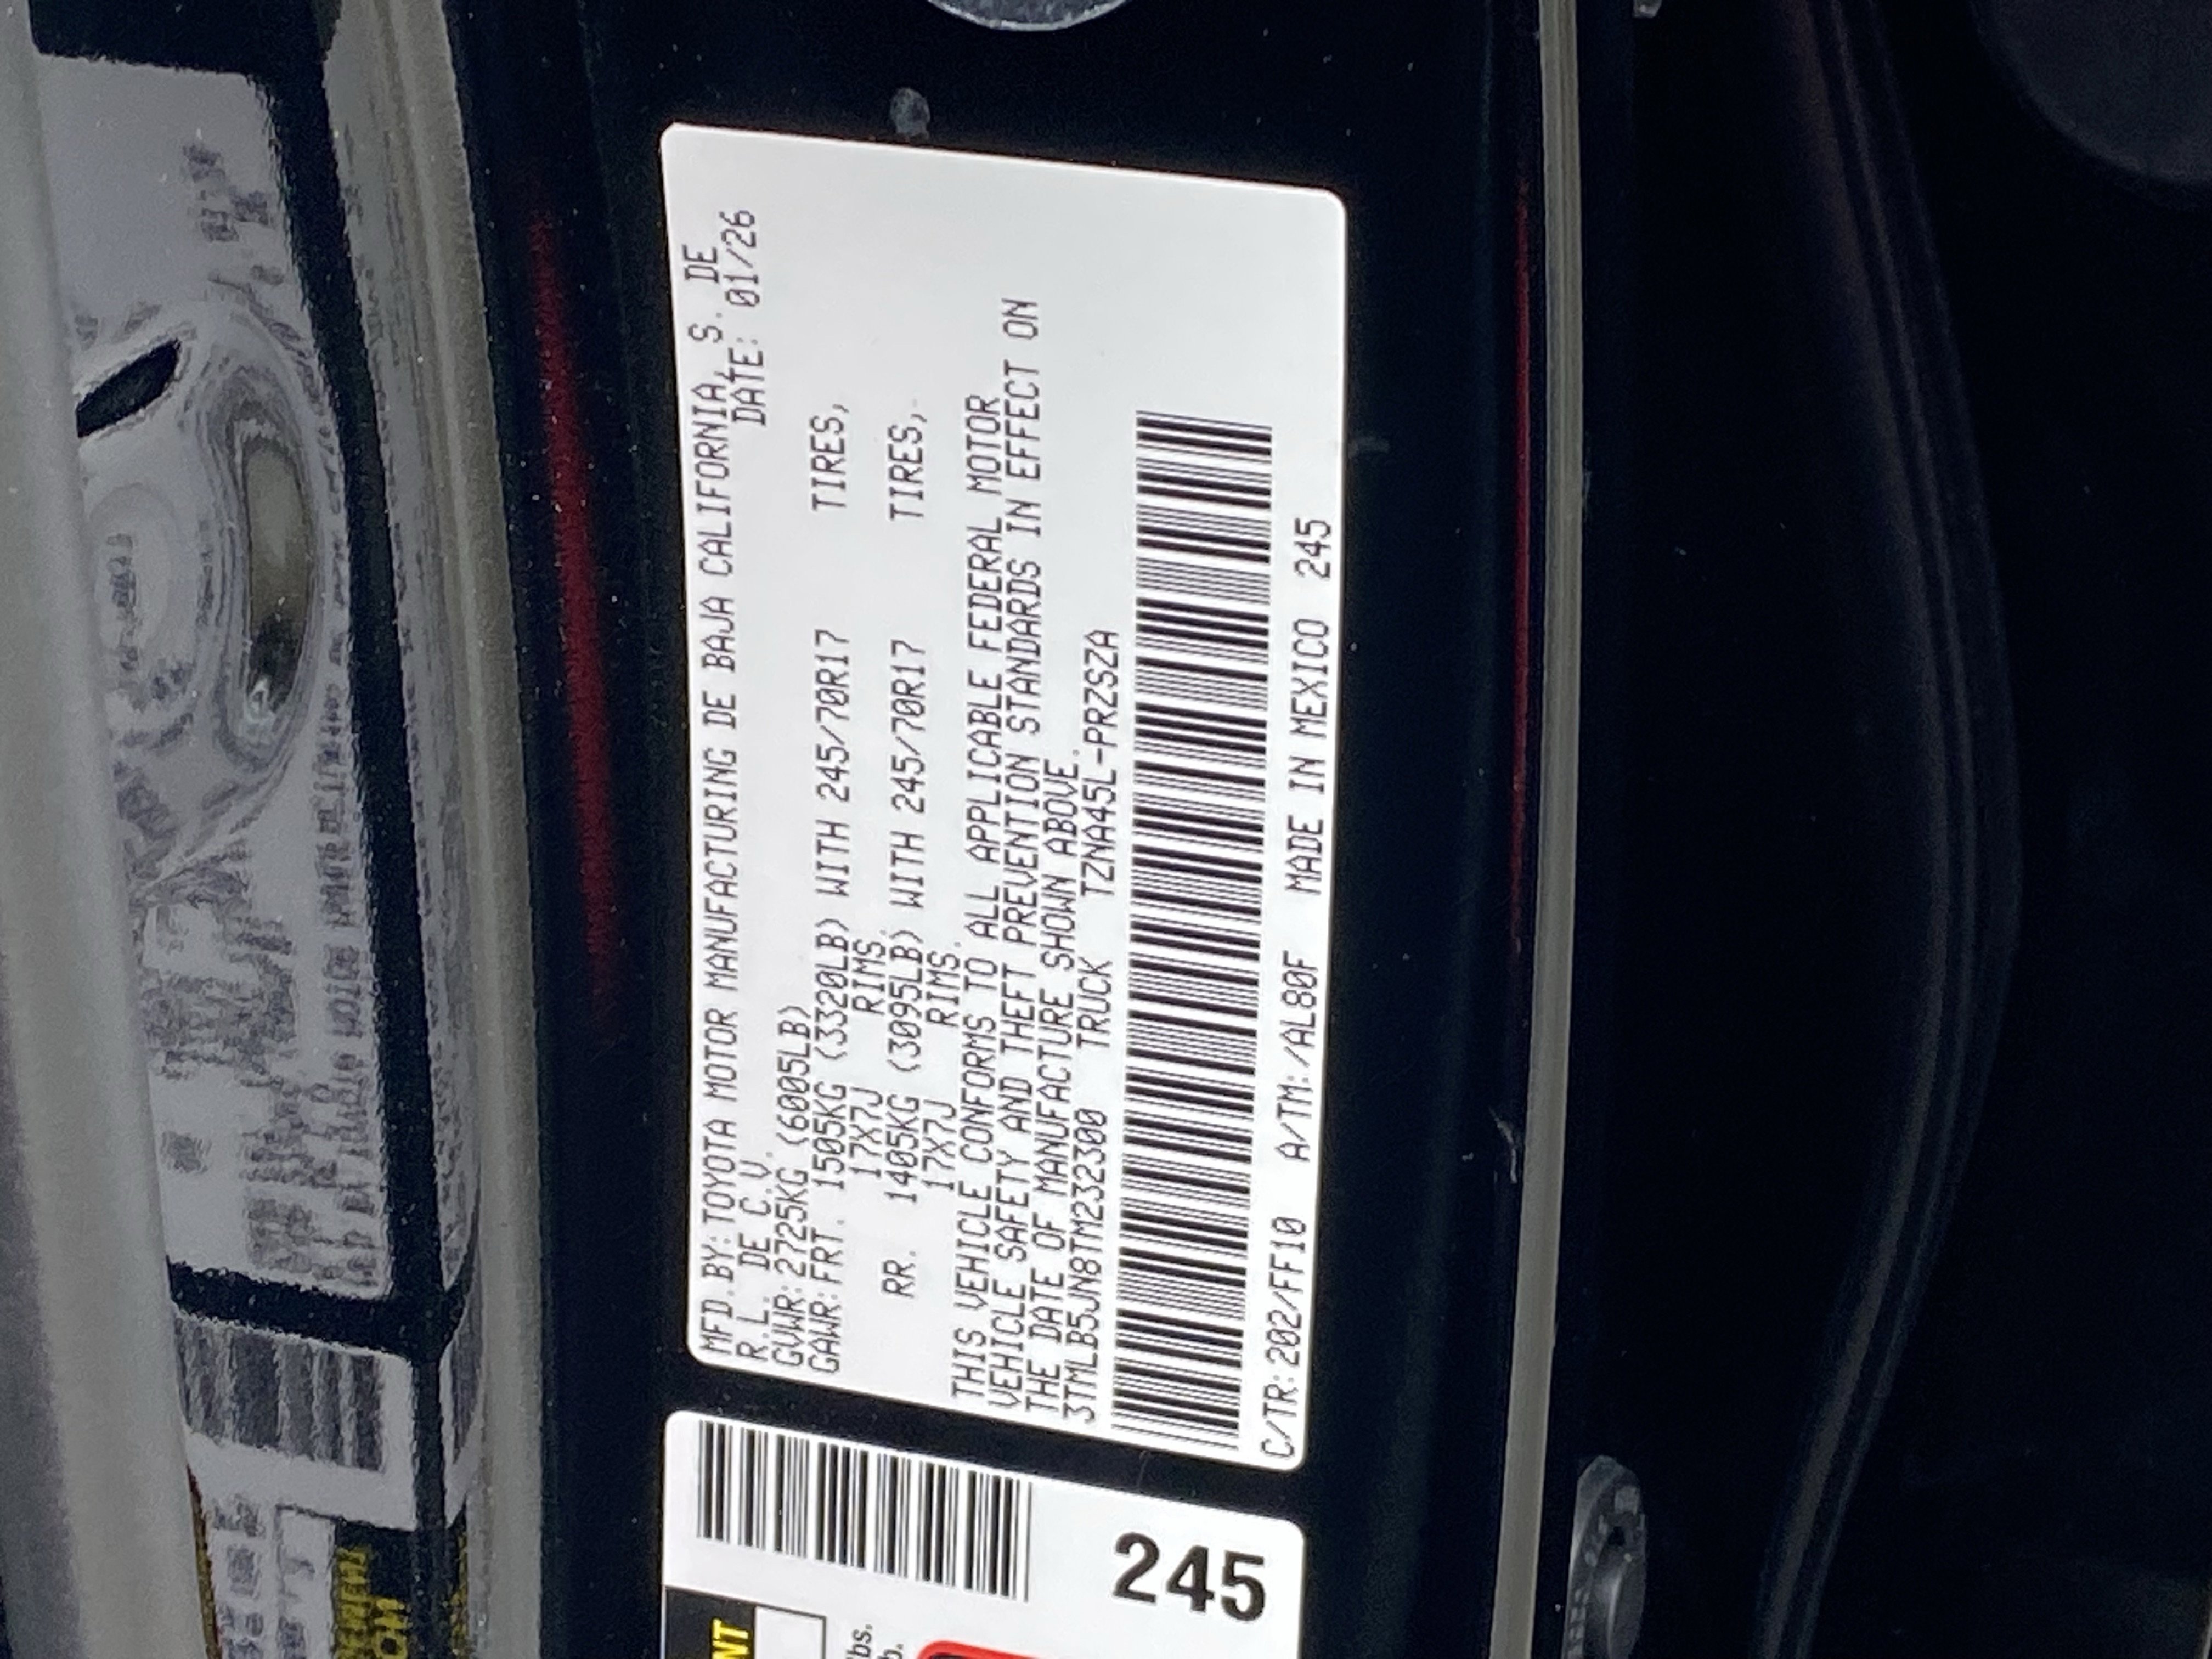 MFD.BY:TOYOTA MOTOR MANUFACTURING DE BAJA CALIFORNIA, S. DE
R.L. DE C.V. DATE: 01/26
GVWR:2725KG (6005LB)
GAWR:FRT. 1505KG (3320LB) WITH 245/70R17 TIRES,
17X7J RIMS.
RR. 1405KG (3095LB) WITH 245/70R17 TIRES,
17X7J RIMS.
THIS VEHICLE CONFORMS TO ALL APPLICABLE FEDERAL MOTOR
VEHICLE SAFETY AND THEFT PREVENTION STANDARDS IN EFFECT ON
THE DATE OF MANUFACTURE SHOWN ABOVE.
3TMLB5JN8TM232300 TRUCK TZNA45L-PRZSZA
C/TR:202/FF10 A/TM:/AL80F MADE IN MEXICO 245
245